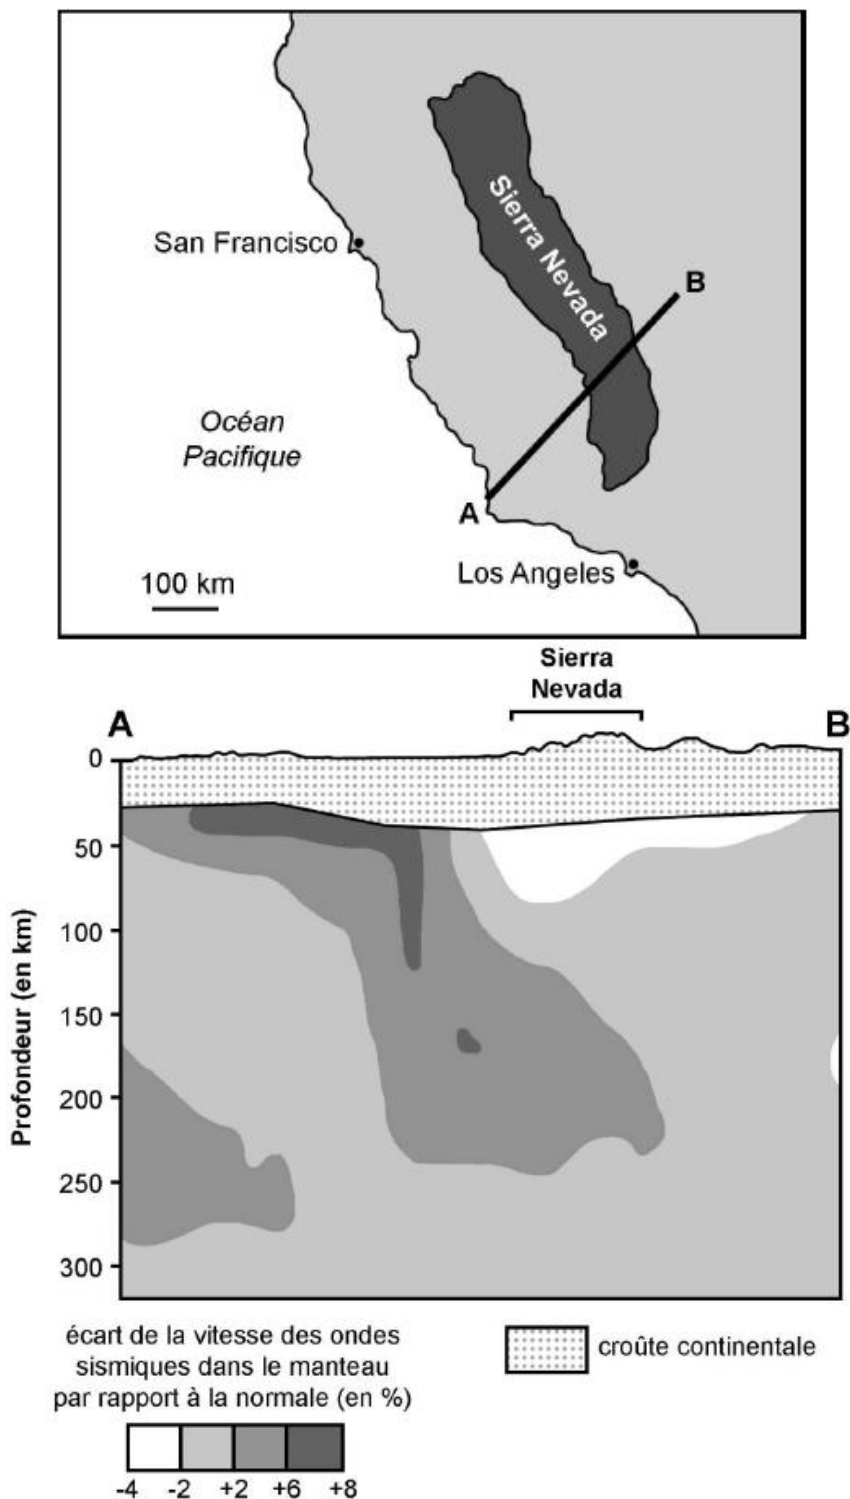 Sierra Nevada
San Francisco
B
Océan
Pacifique
A
Los Angeles
100 km
Sierra
Nevada
A
B
0
50
100
150
200
250
300
Profondeur (en km)
écart de la vitesse des ondes
sismiques dans le manteau
par rapport à la normale (en %)
-4 -2 +2 +6 +8
croûte continentale